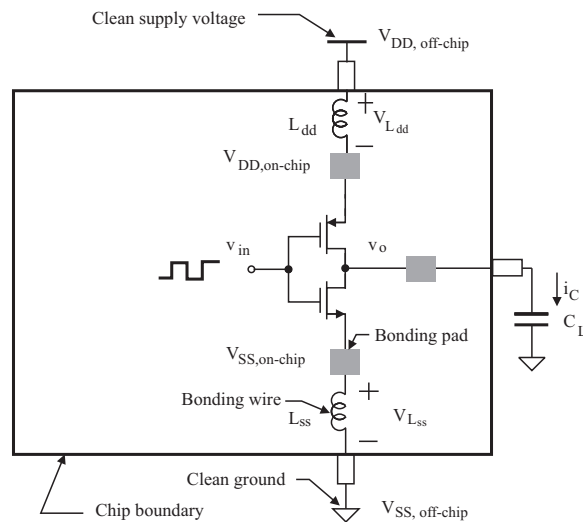 Clean supply voltage
V_DD, off-chip
+
L_dd
V_L_dd
−
V_DD,on-chip
v_in
v_o
i_C
C_L
Bonding pad
V_SS,on-chip
+
Bonding wire
L_ss
V_L_ss
−
Clean ground
Chip boundary
V_SS, off-chip